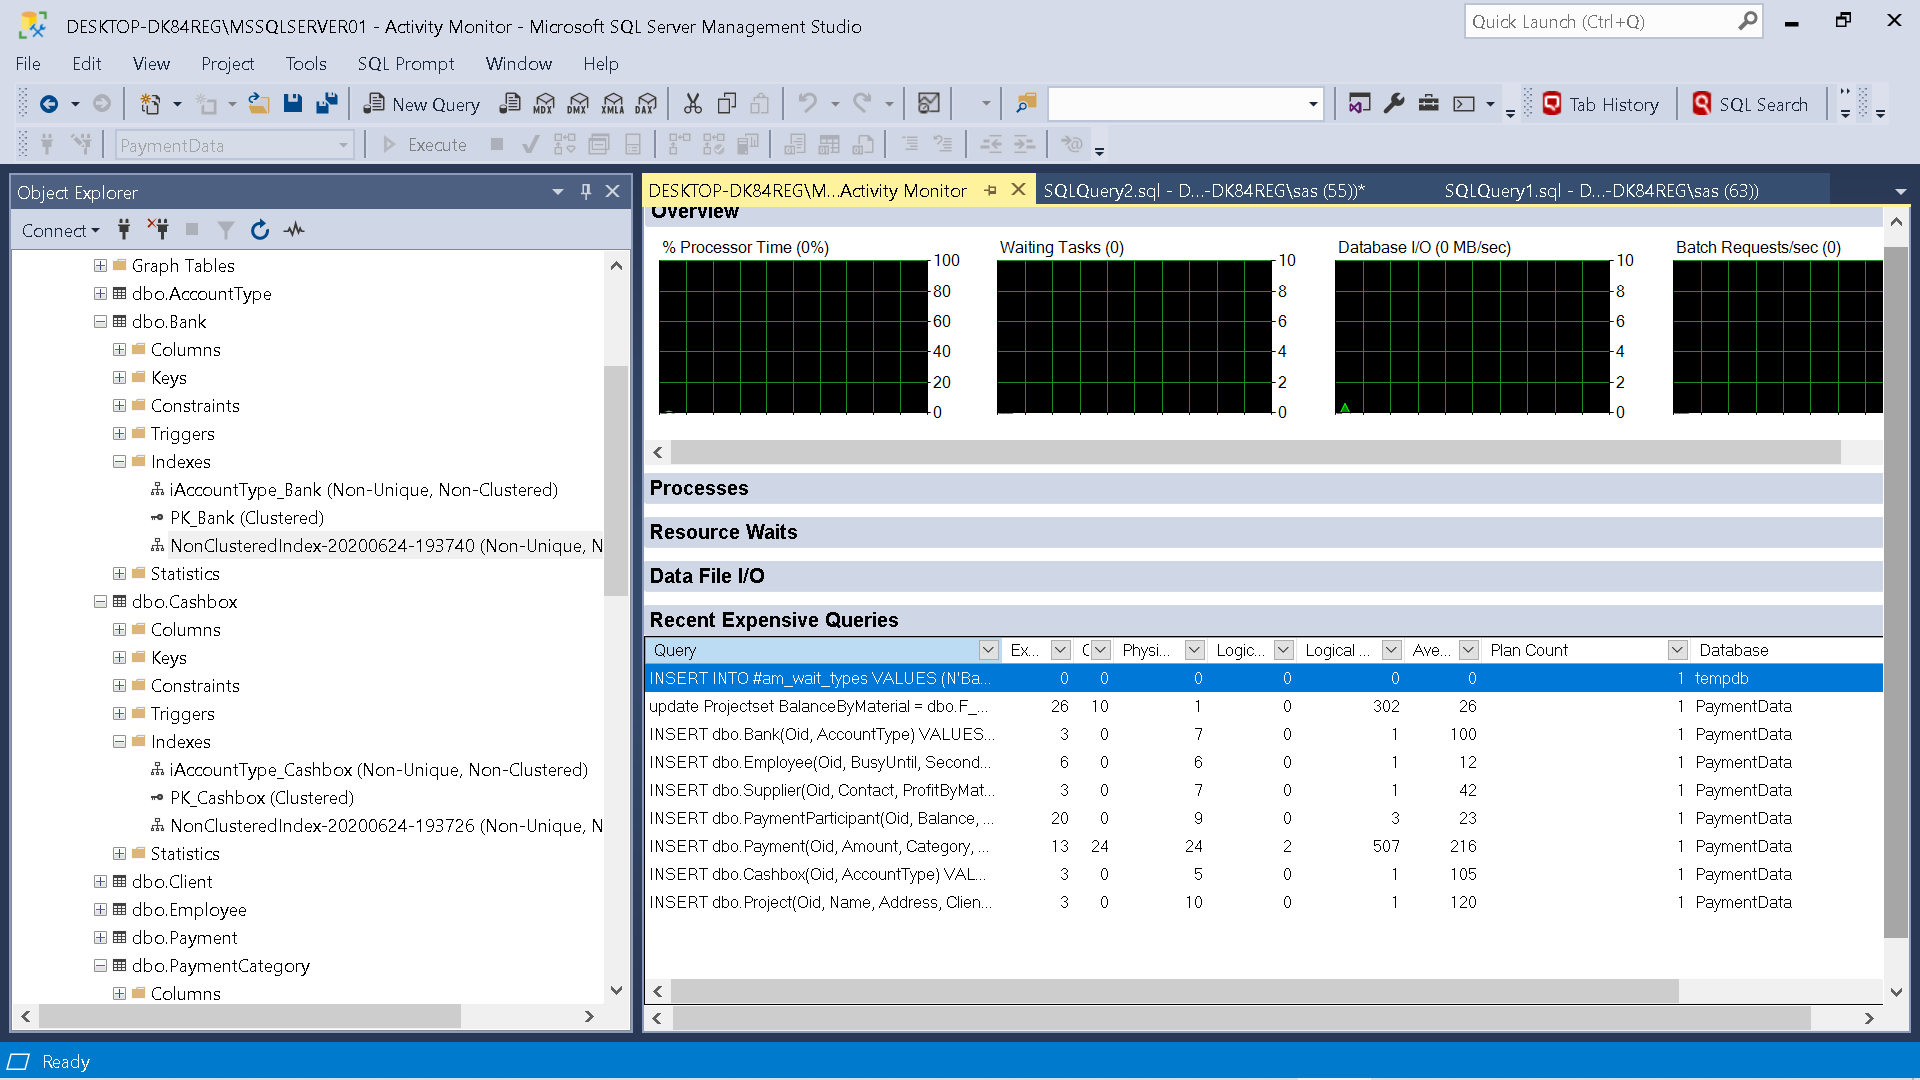 DESKTOP-DK84REG\MSSQLSERVER01 - Activity Monitor - Microsoft SQL Server Management Studio
Quick Launch (Ctrl+Q)
File Edit View Project Tools SQL Prompt Window Help
New Query MDX DMX XMLA DAX Tab History SQL Search
PaymentData Execute
Object Explorer
Connect
Graph Tables
dbo.AccountType
dbo.Bank
Columns
Keys
Constraints
Triggers
Indexes
iAccountType_Bank (Non-Unique, Non-Clustered)
PK_Bank (Clustered)
NonClusteredIndex-20200624-193740 (Non-Unique, N
Statistics
dbo.Cashbox
Columns
Keys
Constraints
Triggers
Indexes
iAccountType_Cashbox (Non-Unique, Non-Clustered)
PK_Cashbox (Clustered)
NonClusteredIndex-20200624-193726 (Non-Unique, N
Statistics
dbo.Client
dbo.Employee
dbo.Payment
dbo.PaymentCategory
Columns
DESKTOP-DK84REG\M...Activity Monitor SQLQuery2.sql - D...-DK84REG\sas (55))* SQLQuery1.sql - D...-DK84REG\sas (63))
Overview
% Processor Time (0%) Waiting Tasks (0) Database I/O (0 MB/sec) Batch Requests/sec (0)
100 10 10
80 8 8
60 6 6
40 4 4
20 2 2
0 0 0
Processes
Resource Waits
Data File I/O
Recent Expensive Queries
Query Ex... C Physi... Logic... Logical ... Ave... Plan Count Database
INSERT INTO #am_wait_types VALUES (N'Ba... 0 0 0 0 0 0 1 tempdb
update Projectset BalanceByMaterial = dbo.F_... 26 10 1 0 302 26 1 PaymentData
INSERT dbo.Bank(Oid, AccountType) VALUES... 3 0 7 0 1 100 1 PaymentData
INSERT dbo.Employee(Oid, BusyUntil, Second... 6 0 6 0 1 12 1 PaymentData
INSERT dbo.Supplier(Oid, Contact, ProfitByMat... 3 0 7 0 1 42 1 PaymentData
INSERT dbo.PaymentParticipant(Oid, Balance, ... 20 0 9 0 3 23 1 PaymentData
INSERT dbo.Payment(Oid, Amount, Category, ... 13 24 24 2 507 216 1 PaymentData
INSERT dbo.Cashbox(Oid, AccountType) VAL... 3 0 5 0 1 105 1 PaymentData
INSERT dbo.Project(Oid, Name, Address, Clien... 3 0 10 0 1 120 1 PaymentData
Ready